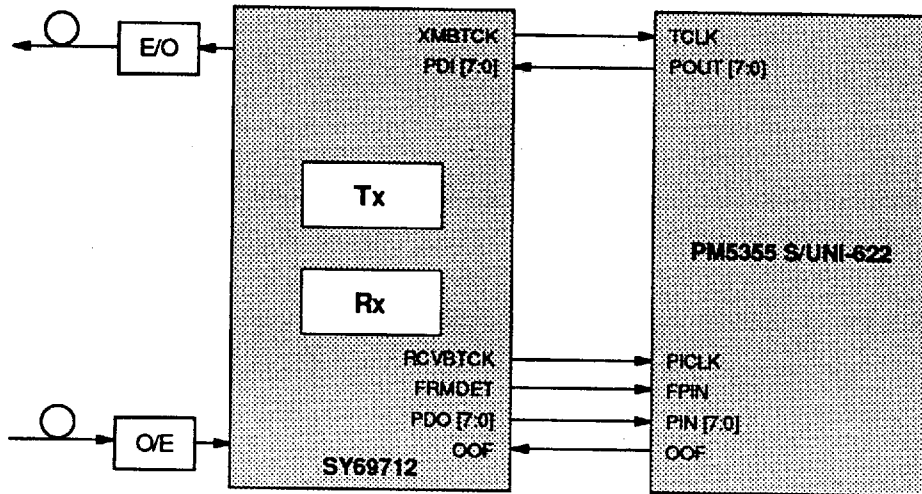 E/O
XMBTCK
TCLK
PDI [7:0]
POUT [7:0]
Tx
PM5355 S/UNI-622
Rx
RCVBTCK
PICLK
FRMDET
FPIN
PDO [7:0]
PIN [7:0]
O/E
OOF
OOF
SY69712